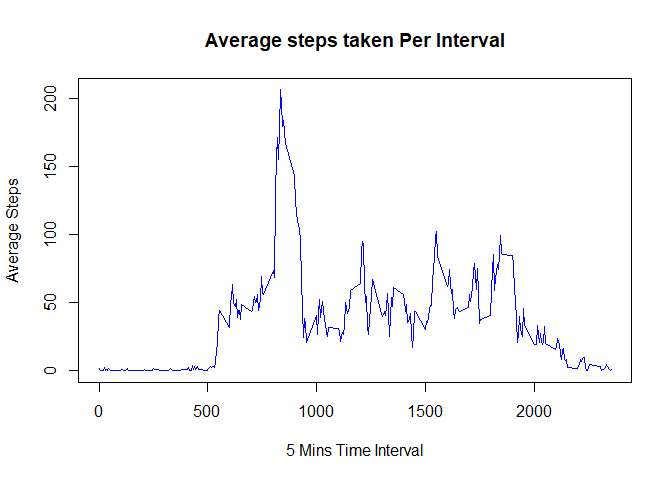 Average steps taken Per Interval
Average Steps
200
150
100
50
0
0 500 1000 1500 2000
5 Mins Time Interval